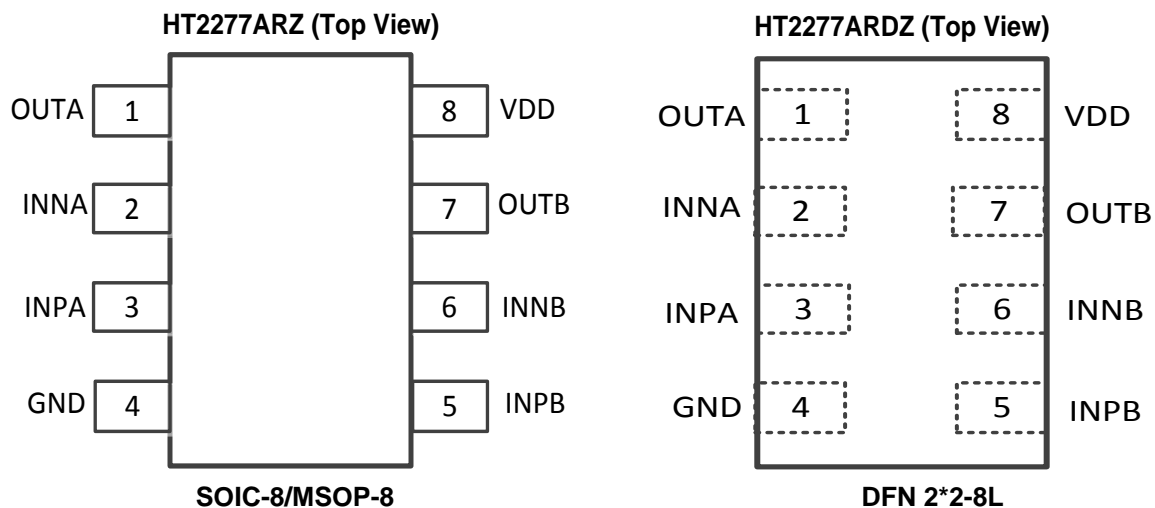 HT2277ARZ (Top View)
OUTA 1 8 VDD
INNA 2 7 OUTB
INPA 3 6 INNB
GND 4 5 INPB
SOIC-8/MSOP-8
HT2277ARDZ (Top View)
OUTA 1 8 VDD
INNA 2 7 OUTB
INPA 3 6 INNB
GND 4 5 INPB
DFN 2*2-8L